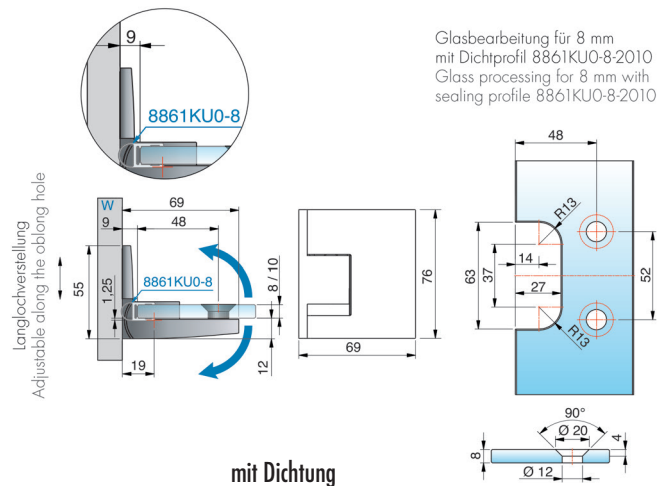 9
8861KU0-8
Glasbearbeitung für 8 mm
mit Dichtprofil 8861KU0-8-2010
Glass processing for 8 mm with
sealing profile 8861KU0-8-2010
Langlochverstellung
Adjustable along the oblong hole
W
69
9
48
8861KU0-8
55
1,25
8 / 10
12
19
76
69
48
R13
63
37
14
27
52
R13
90°
Ø 20
4
8
Ø 12
mit Dichtung